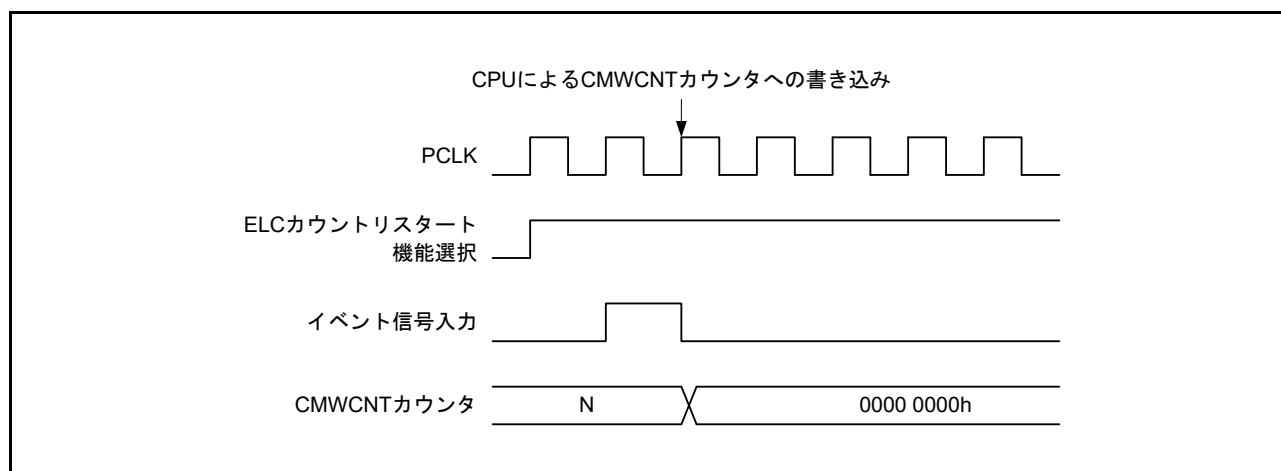 CPUによるCMWCNTカウンタへの書き込み
PCLK
ELCカウントリスタート
機能選択
イベント信号入力
CMWCNTカウンタ
N
0000 0000h